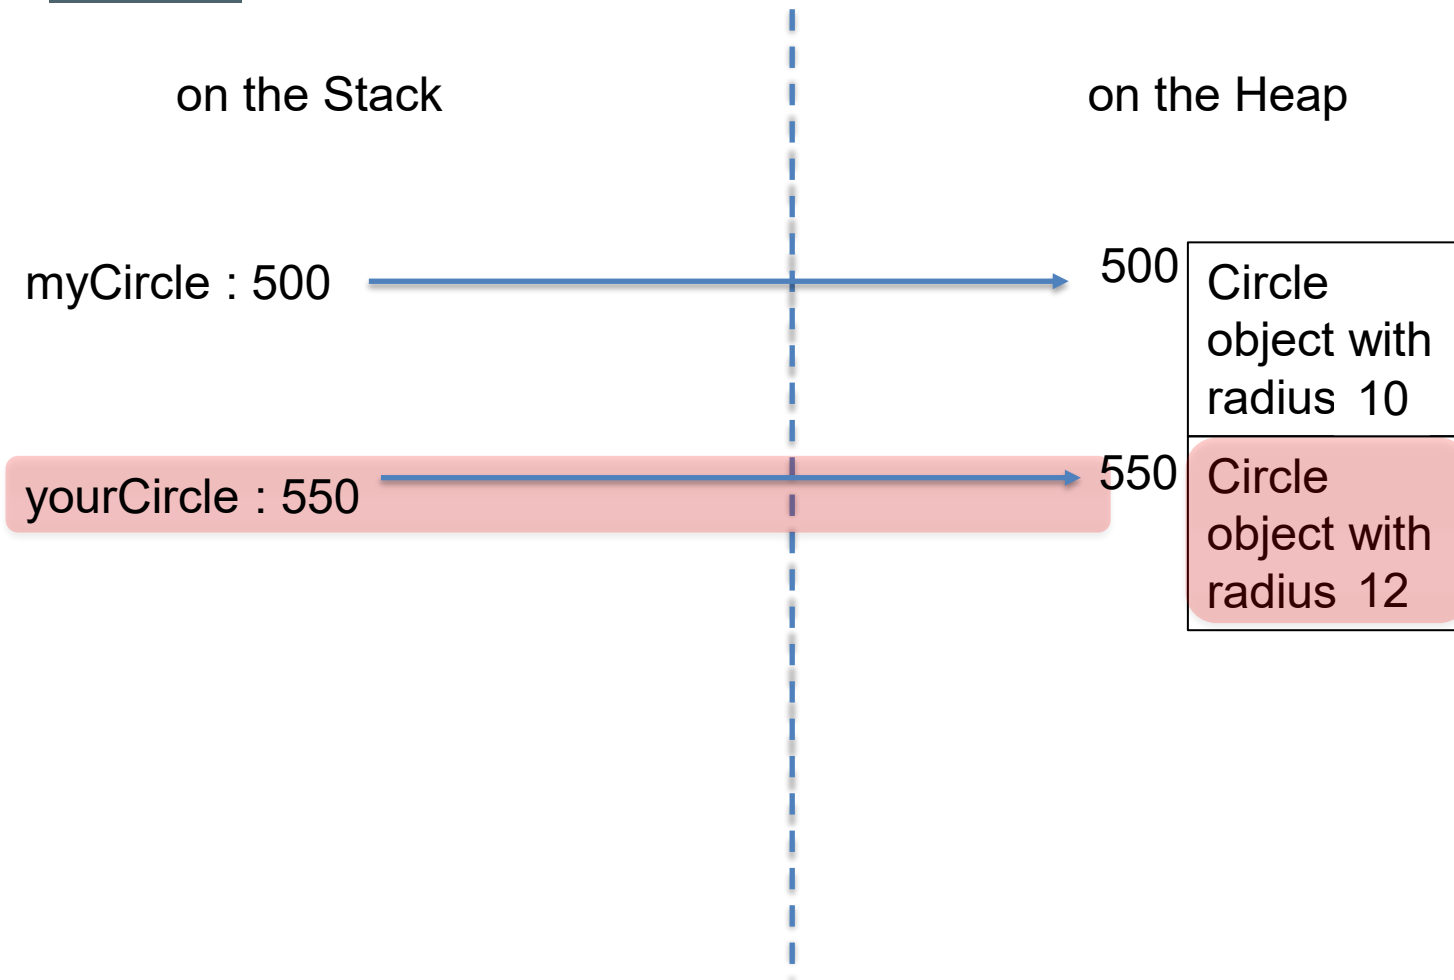 on the Stack
on the Heap
myCircle : 500
500
Circle
object with
radius 10
yourCircle : 550
550
Circle
object with
radius 12